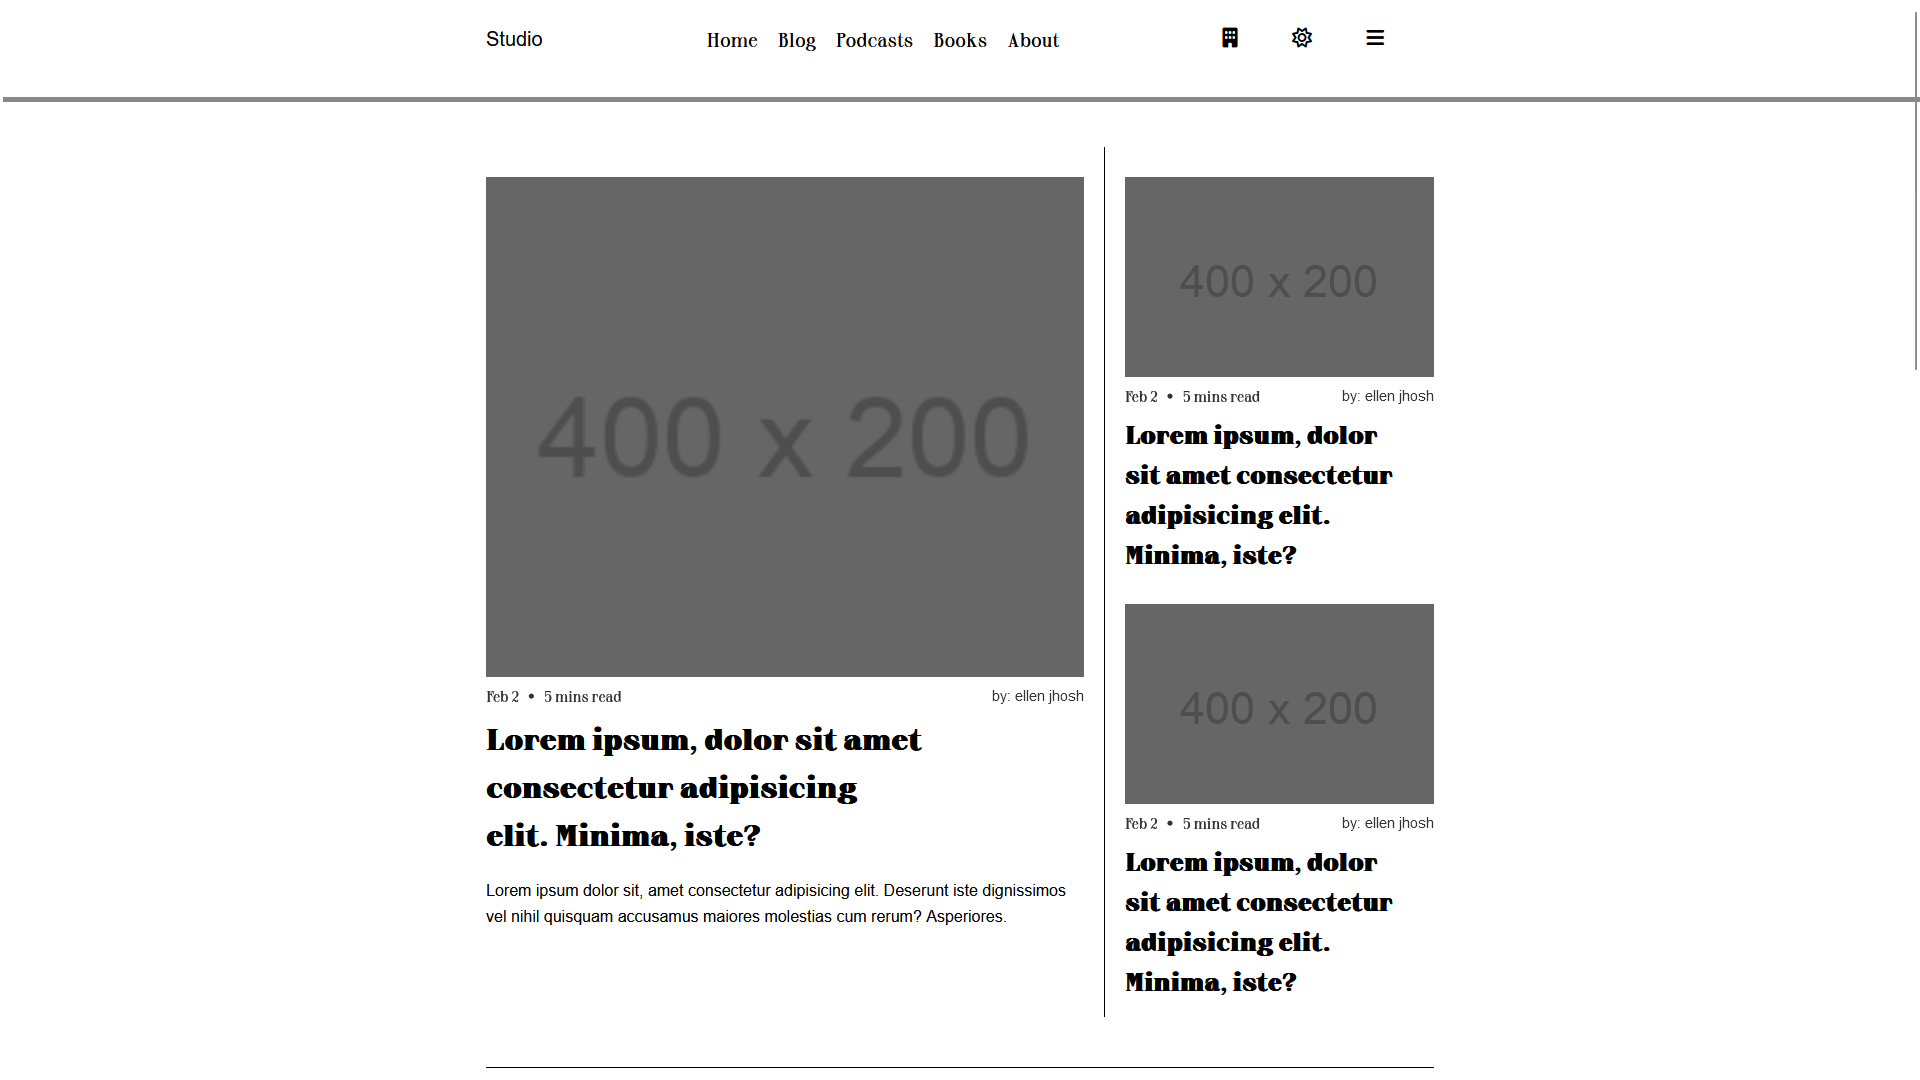 Studio
Home Blog Podcasts Books About
400 x 200
Feb 2 • 5 mins read by: ellen jhosh
Lorem ipsum, dolor sit amet
consectetur adipisicing
elit. Minima, iste?
Lorem ipsum dolor sit, amet consectetur adipisicing elit. Deserunt iste dignissimos
vel nihil quisquam accusamus maiores molestias cum rerum? Asperiores.
400 x 200
Feb 2 • 5 mins read by: ellen jhosh
Lorem ipsum, dolor
sit amet consectetur
adipisicing elit.
Minima, iste?
400 x 200
Feb 2 • 5 mins read by: ellen jhosh
Lorem ipsum, dolor
sit amet consectetur
adipisicing elit.
Minima, iste?